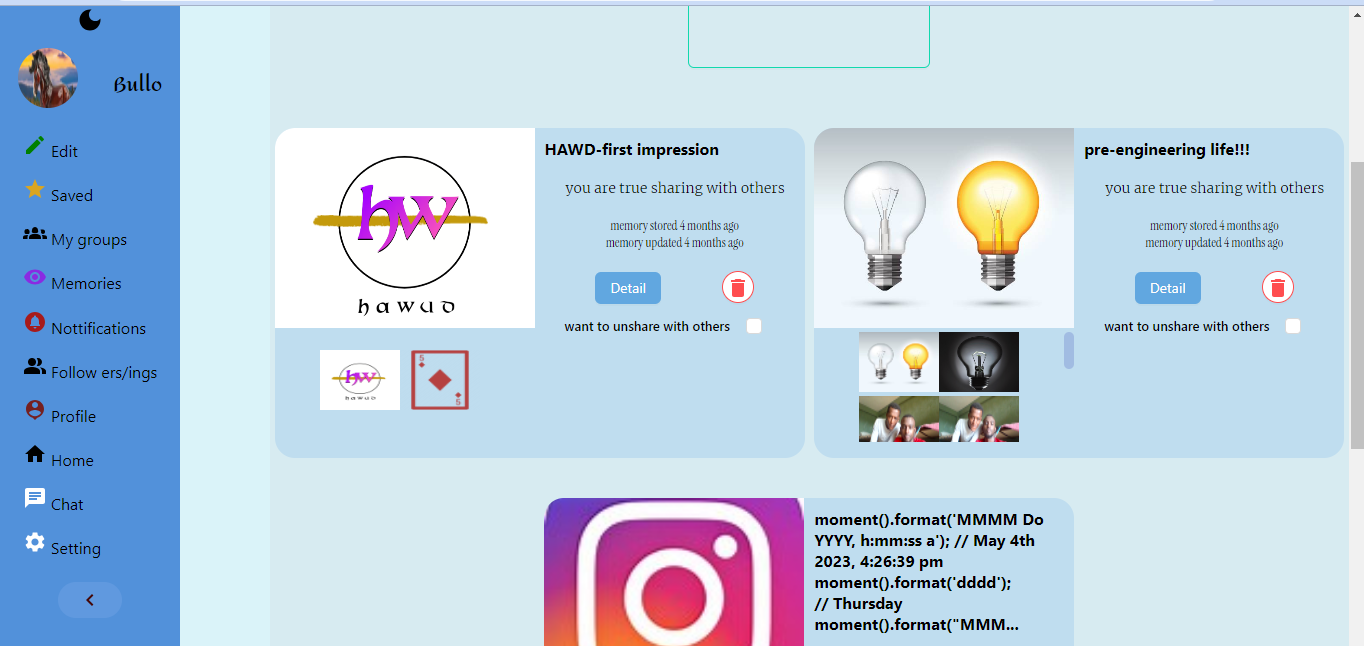 Bullo
Edit
Saved
My groups
Memories
Nottifications
Follow ers/ings
Profile
Home
Chat
Setting
hw
hawud
HAWD-first impression
you are true sharing with others
memory stored 4 months ago
memory updated 4 months ago
Detail
want to unshare with others
hw
hawud
5
5
pre-engineering life!!!
you are true sharing with others
memory stored 4 months ago
memory updated 4 months ago
Detail
want to unshare with others
moment().format('MMMM Do
YYYY, h:mm:ss a'); // May 4th
2023, 4:26:39 pm
moment().format('dddd');
// Thursday
moment().format("MMM...